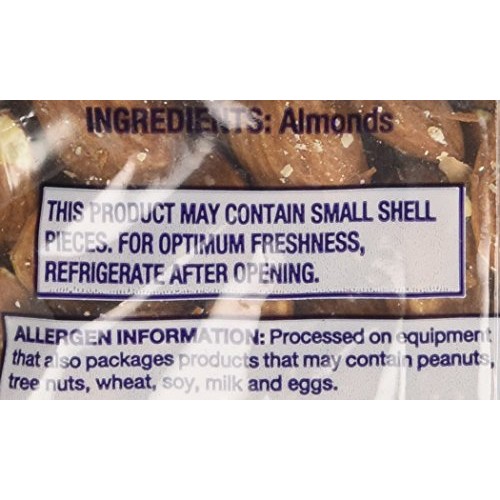 INGREDIENTS: Almonds
THIS PRODUCT MAY CONTAIN SMALL SHELL
PIECES. FOR OPTIMUM FRESHNESS,
REFRIGERATE AFTER OPENING.
ALLERGEN INFORMATION: Processed on equipment
that also packages products that may contain peanuts,
tree nuts, wheat, soy, milk and eggs.